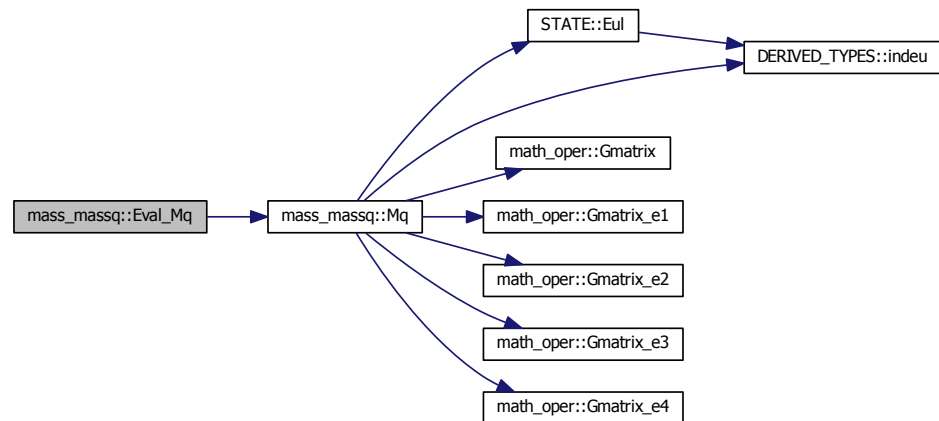 STATE::Eul
DERIVED_TYPES::indeu
math_oper::Gmatrix
mass_massq::Eval_Mq
mass_massq::Mq
math_oper::Gmatrix_e1
math_oper::Gmatrix_e2
math_oper::Gmatrix_e3
math_oper::Gmatrix_e4